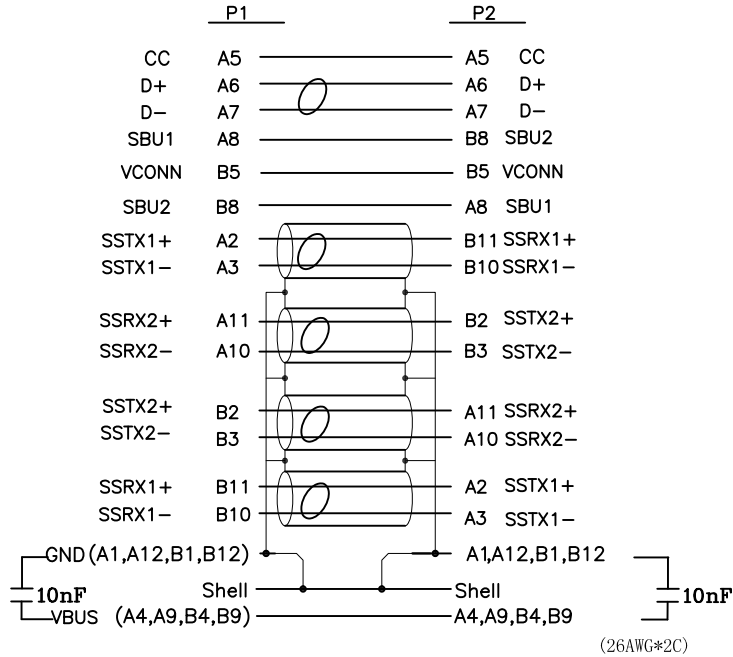 P1 P2
CC A5 A5 CC
D+ A6 A6 D+
D− A7 A7 D−
SBU1 A8 B8 SBU2
VCONN B5 B5 VCONN
SBU2 B8 A8 SBU1
SSTX1+ A2 B11 SSRX1+
SSTX1− A3 B10 SSRX1−
SSRX2+ A11 B2 SSTX2+
SSRX2− A10 B3 SSTX2−
SSTX2+ B2 A11 SSRX2+
SSTX2− B3 A10 SSRX2−
SSRX1+ B11 A2 SSTX1+
SSRX1− B10 A3 SSTX1−
GND (A1,A12,B1,B12) A1,A12,B1,B12
Shell Shell
10nF 10nF
VBUS (A4,A9,B4,B9) A4,A9,B4,B9
(26AWG*2C)